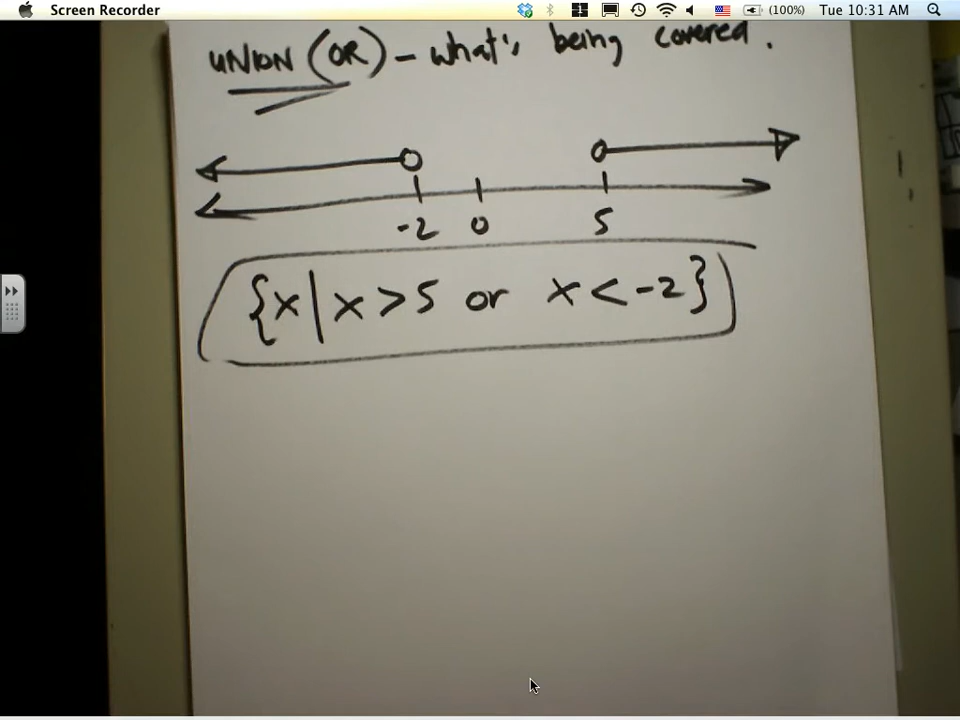 Screen Recorder (100%) Tue 10:31 AM
UNION (OR) - what's being covered.
-2 0 5
{x | x > 5 or x < -2}